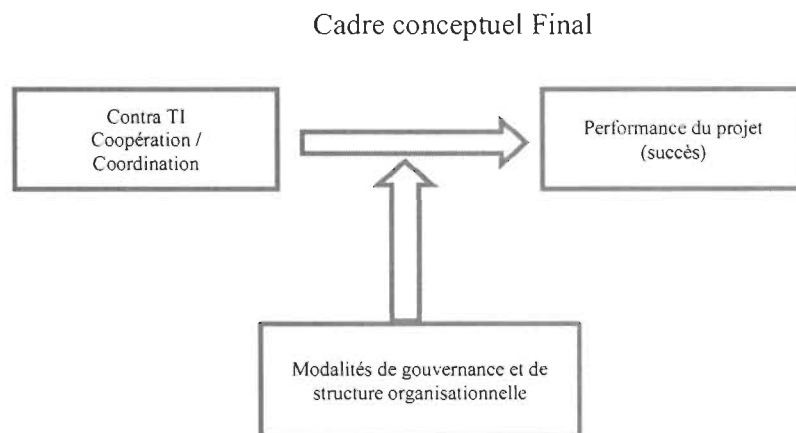 Cadre conceptuel Final
Contra TI
Coopération /
Coordination
Performance du projet
(succès)
Modalités de gouvernance et de
structure organisationnelle